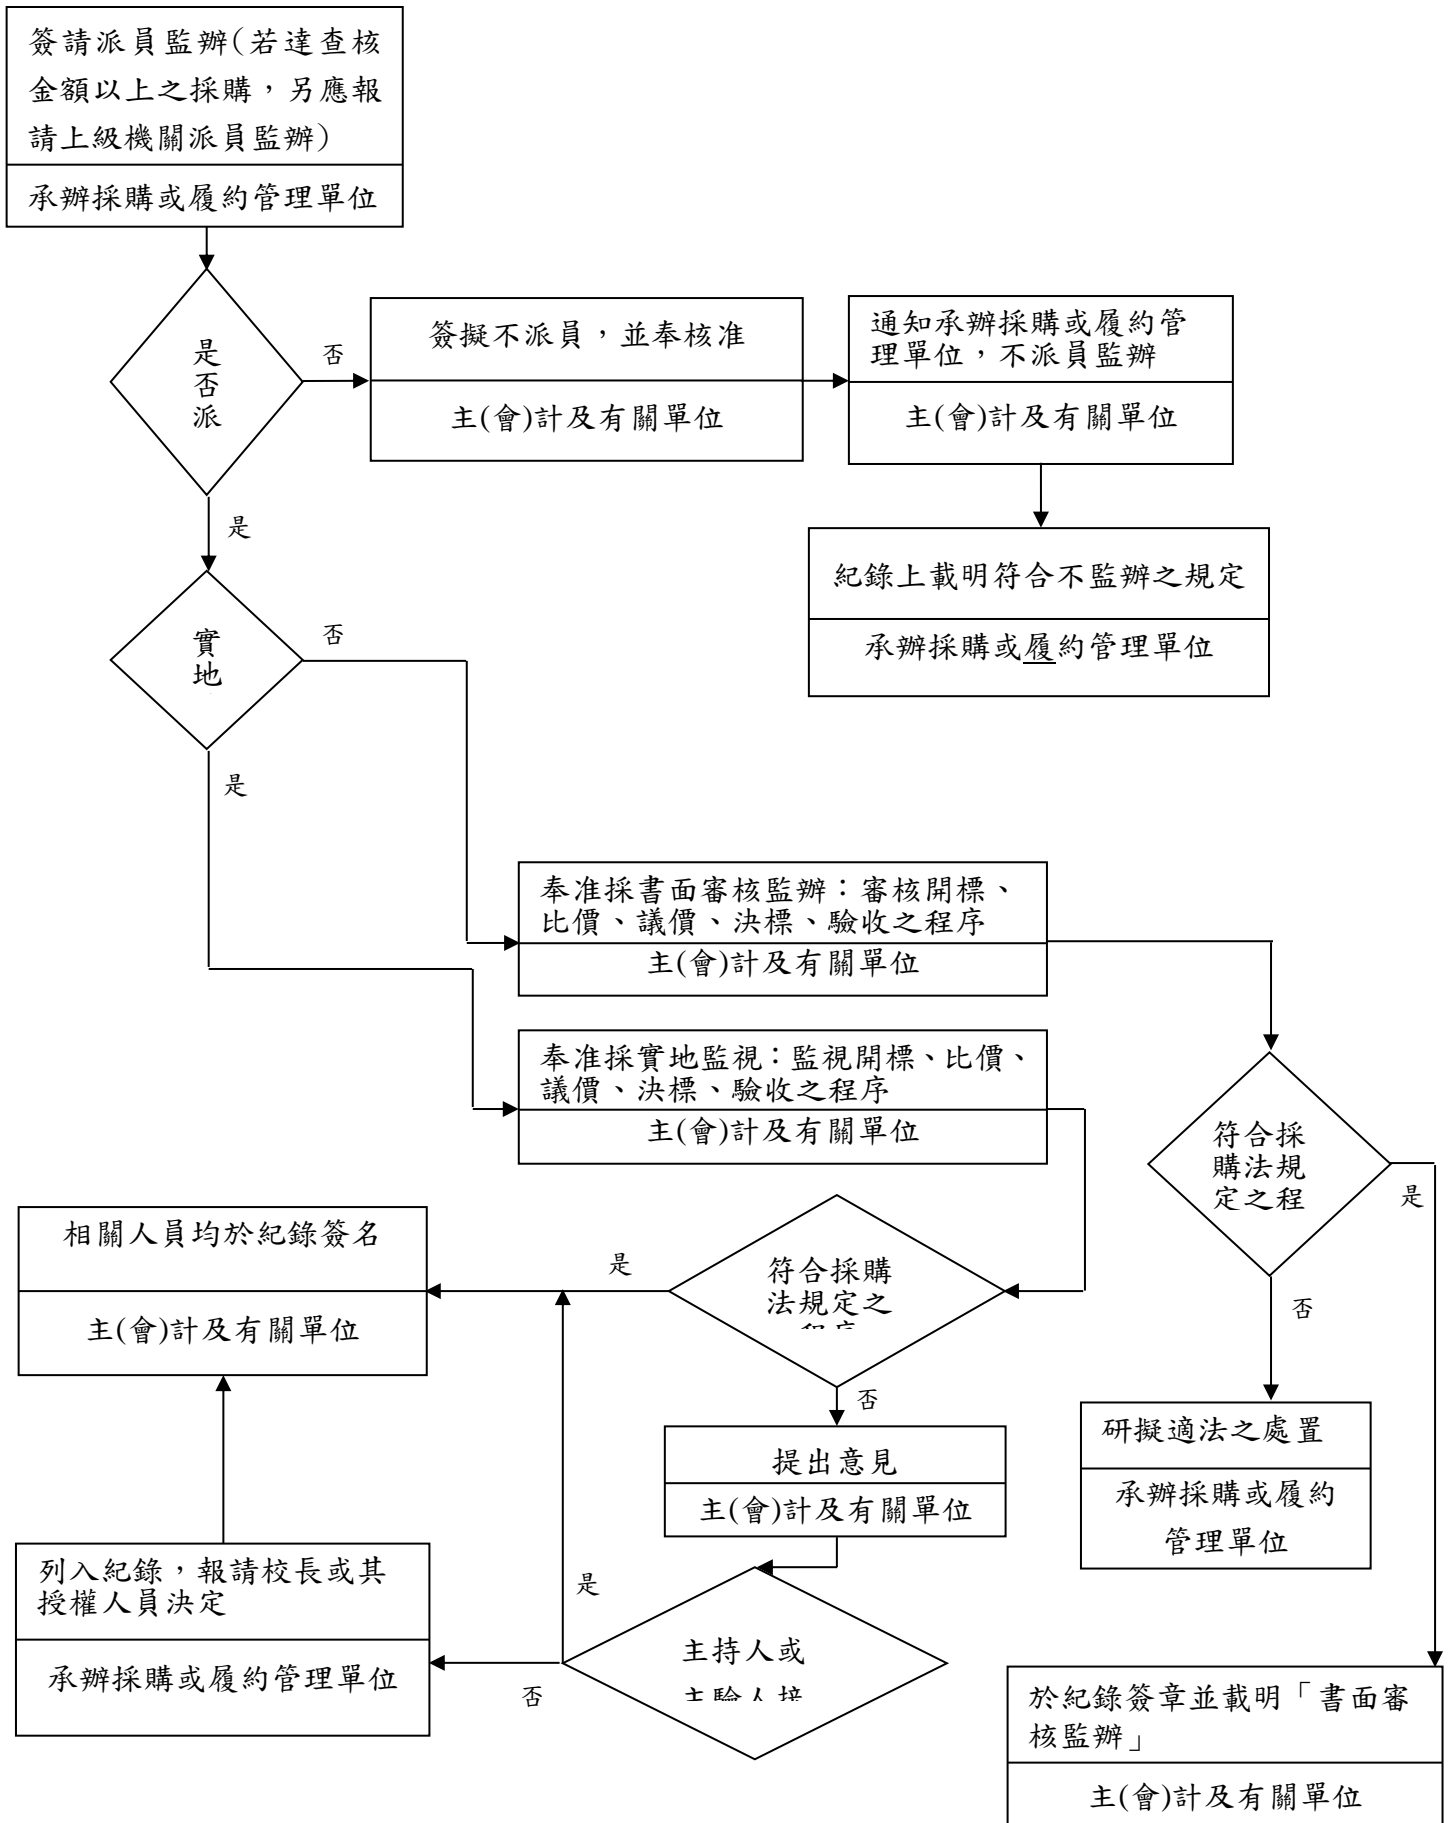 簽請派員監辦(若達查核
金額以上之採購，另應報
請上級機關派員監辦)
承辦採購或履約管理單位
是
否
派
否
簽擬不派員，並奉核准
主(會)計及有關單位
通知承辦採購或履約管
理單位，不派員監辦
主(會)計及有關單位
是
紀錄上載明符合不監辦之規定
承辦採購或履約管理單位
實
地
否
是
奉准採書面審核監辦：審核開標、
比價、議價、決標、驗收之程序
主(會)計及有關單位
奉准採實地監視：監視開標、比價、
議價、決標、驗收之程序
主(會)計及有關單位
符合採
購法規
定之程
是
否
相關人員均於紀錄簽名
主(會)計及有關單位
是
符合採購
法規定之
否
提出意見
主(會)計及有關單位
研擬適法之處置
承辦採購或履約
管理單位
列入紀錄，報請校長或其
授權人員決定
承辦採購或履約管理單位
是
否
主持人或
於紀錄簽章並載明「書面審
核監辦」
主(會)計及有關單位